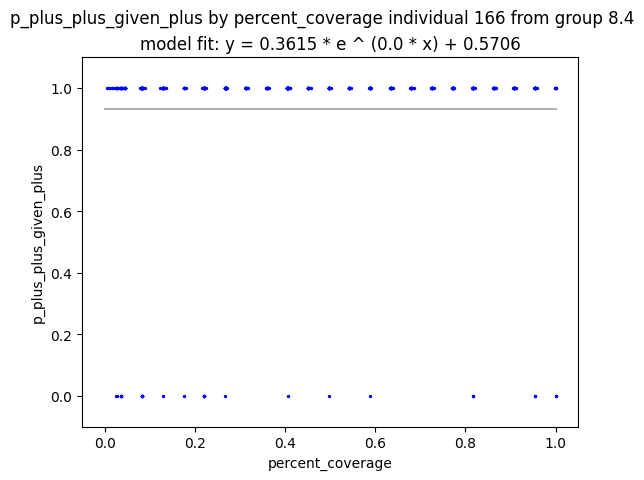 p_plus_plus_given_plus by percent_coverage individual 166 from group 8.4
model fit: y = 0.3615 * e ^ (0.0 * x) + 0.5706
1.0
0.8
0.6
0.4
0.2
0.0
p_plus_plus_given_plus
0.0 0.2 0.4 0.6 0.8 1.0
percent_coverage